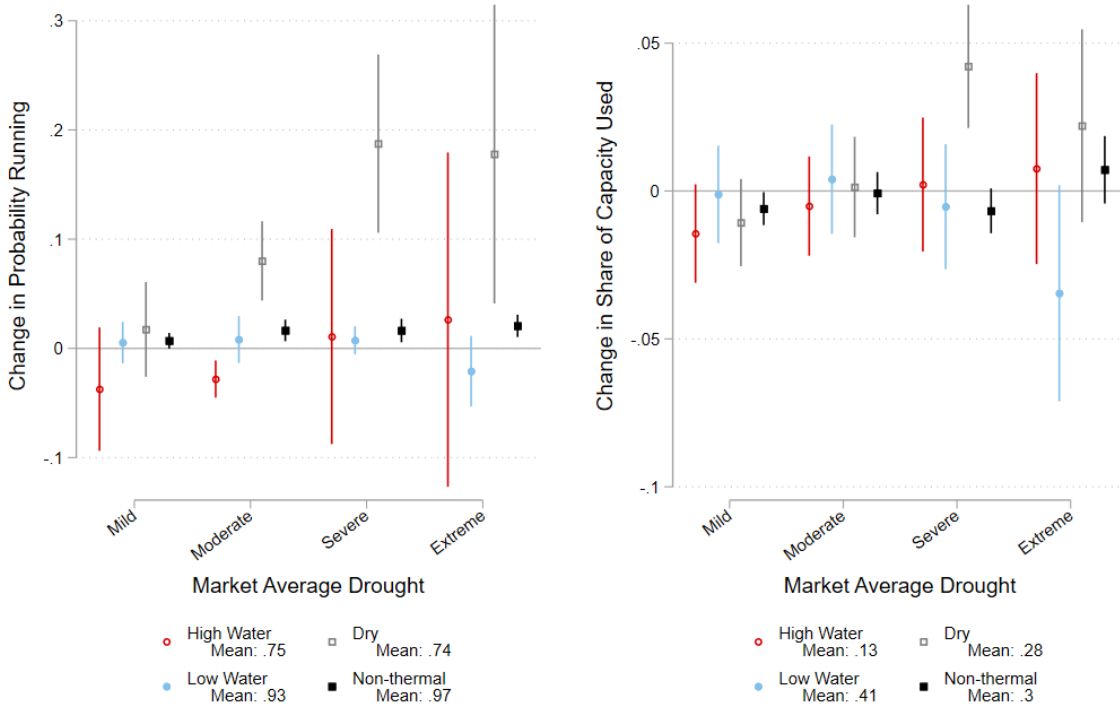 Change in Probability Running
.3
.2
.1
0
-.1
Mild
Moderate
Severe
Extreme
Market Average Drought
High Water
Mean: .75
Dry
Mean: .74
Low Water
Mean: .93
Non-thermal
Mean: .97
Change in Share of Capacity Used
.05
0
-.05
-.1
Mild
Moderate
Severe
Extreme
Market Average Drought
High Water
Mean: .13
Dry
Mean: .28
Low Water
Mean: .41
Non-thermal
Mean: .3